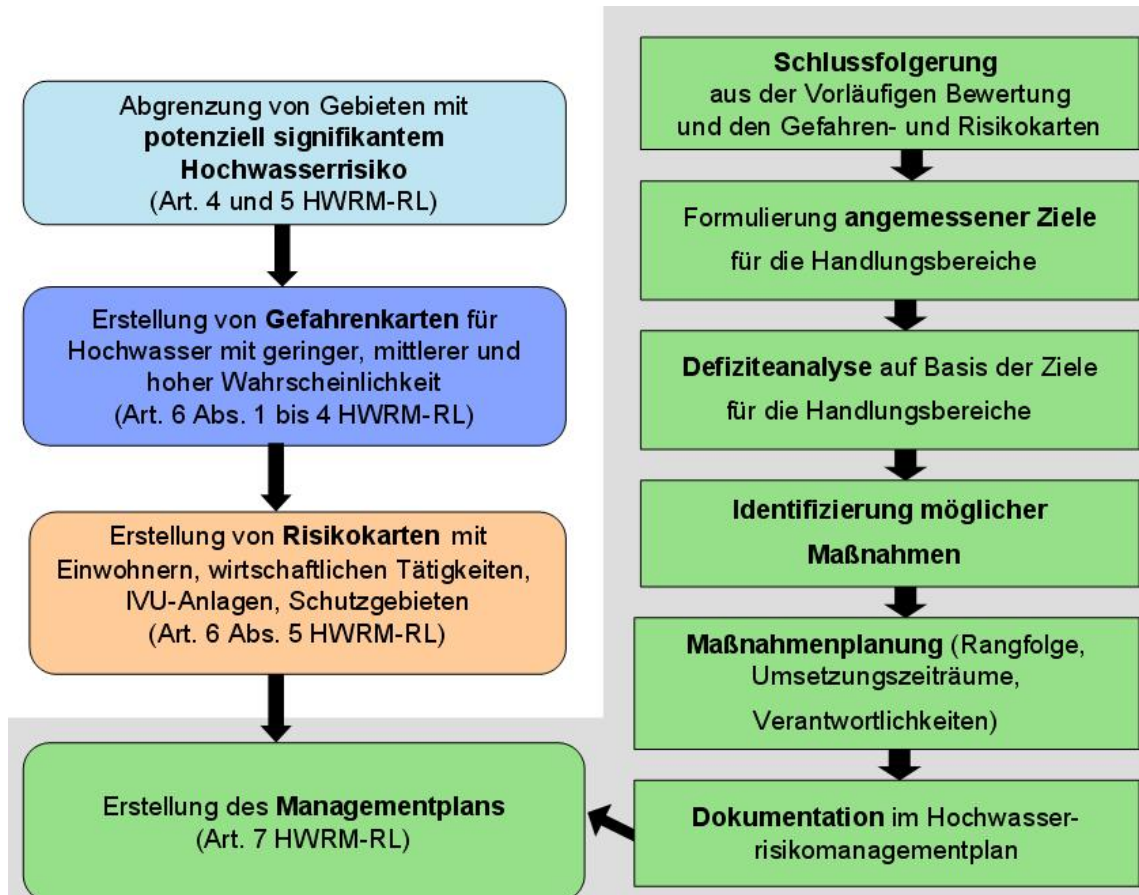 Abgrenzung von Gebieten mit
potenziell signifikantem
Hochwasserrisiko
(Art. 4 und 5 HWRM-RL)
Erstellung von Gefahrenkarten für
Hochwasser mit geringer, mittlerer und
hoher Wahrscheinlichkeit
(Art. 6 Abs. 1 bis 4 HWRM-RL)
Erstellung von Risikokarten mit
Einwohnern, wirtschaftlichen Tätigkeiten,
IVU-Anlagen, Schutzgebieten
(Art. 6 Abs. 5 HWRM-RL)
Erstellung des Managementplans
(Art. 7 HWRM-RL)
Schlussfolgerung
aus der Vorläufigen Bewertung
und den Gefahren- und Risikokarten
Formulierung angemessener Ziele
für die Handlungsbereiche
Defiziteanalyse auf Basis der Ziele
für die Handlungsbereiche
Identifizierung möglicher
Maßnahmen
Maßnahmenplanung (Rangfolge,
Umsetzungszeiträume,
Verantwortlichkeiten)
Dokumentation im Hochwasser-
risikomanagementplan